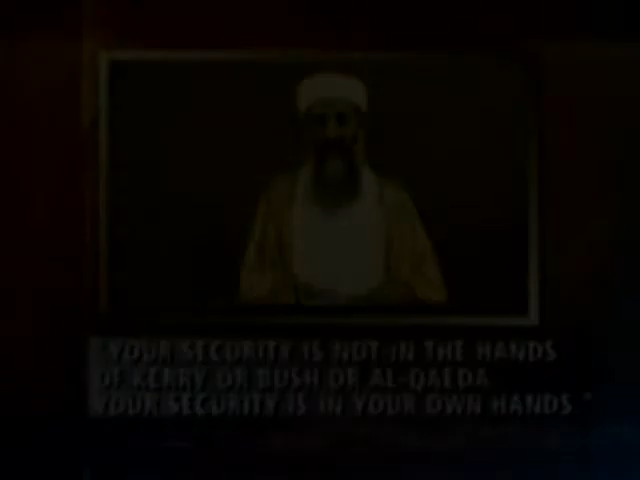 "YOUR SECURITY IS NOT IN THE HANDS
OF KERRY OR BUSH OR AL-QAEDA.
YOUR SECURITY IS IN YOUR OWN HANDS."